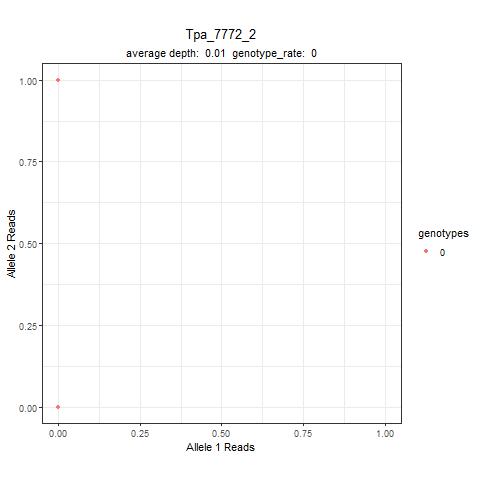 Tpa_7772_2
average depth:  0.01  genotype_rate:  0
1.00
0.75
0.50
0.25
0.00
Allele 2 Reads
0.00 0.25 0.50 0.75 1.00
Allele 1 Reads
genotypes
0